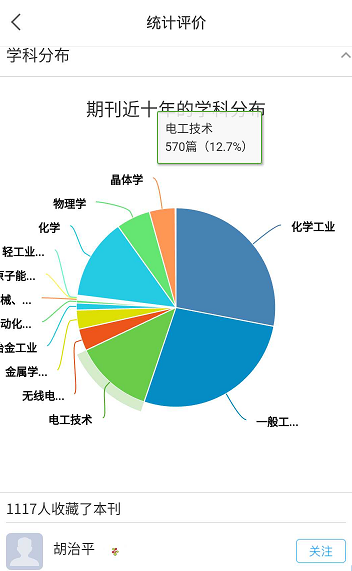 统计评价
学科分布
期刊近十年的学科分布
电工技术
570篇（12.7%）
晶体学
物理学
化学
化学工业
轻工业...
原子能...
械、...
动化...
冶金工业
金属学...
无线电...
电工技术
一般工...
1117人收藏了本刊
胡治平
关注